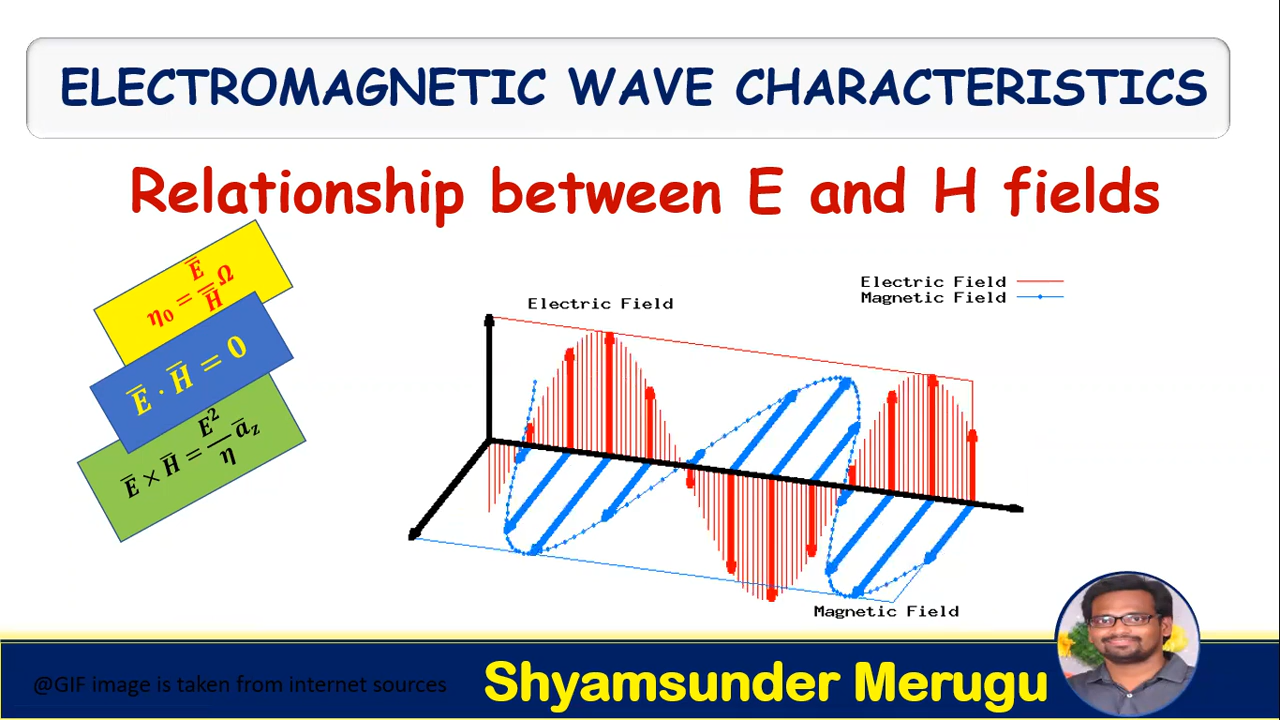 ELECTROMAGNETIC WAVE CHARACTERISTICS
Relationship between E and H fields
η₀ = E̅/H̅ Ω
E̅ · H̅ = 0
E̅ × H̅ = E²/η a̅z
Electric Field
Electric Field
Magnetic Field
Magnetic Field
@GIF image is taken from internet sources
Shyamsunder Merugu